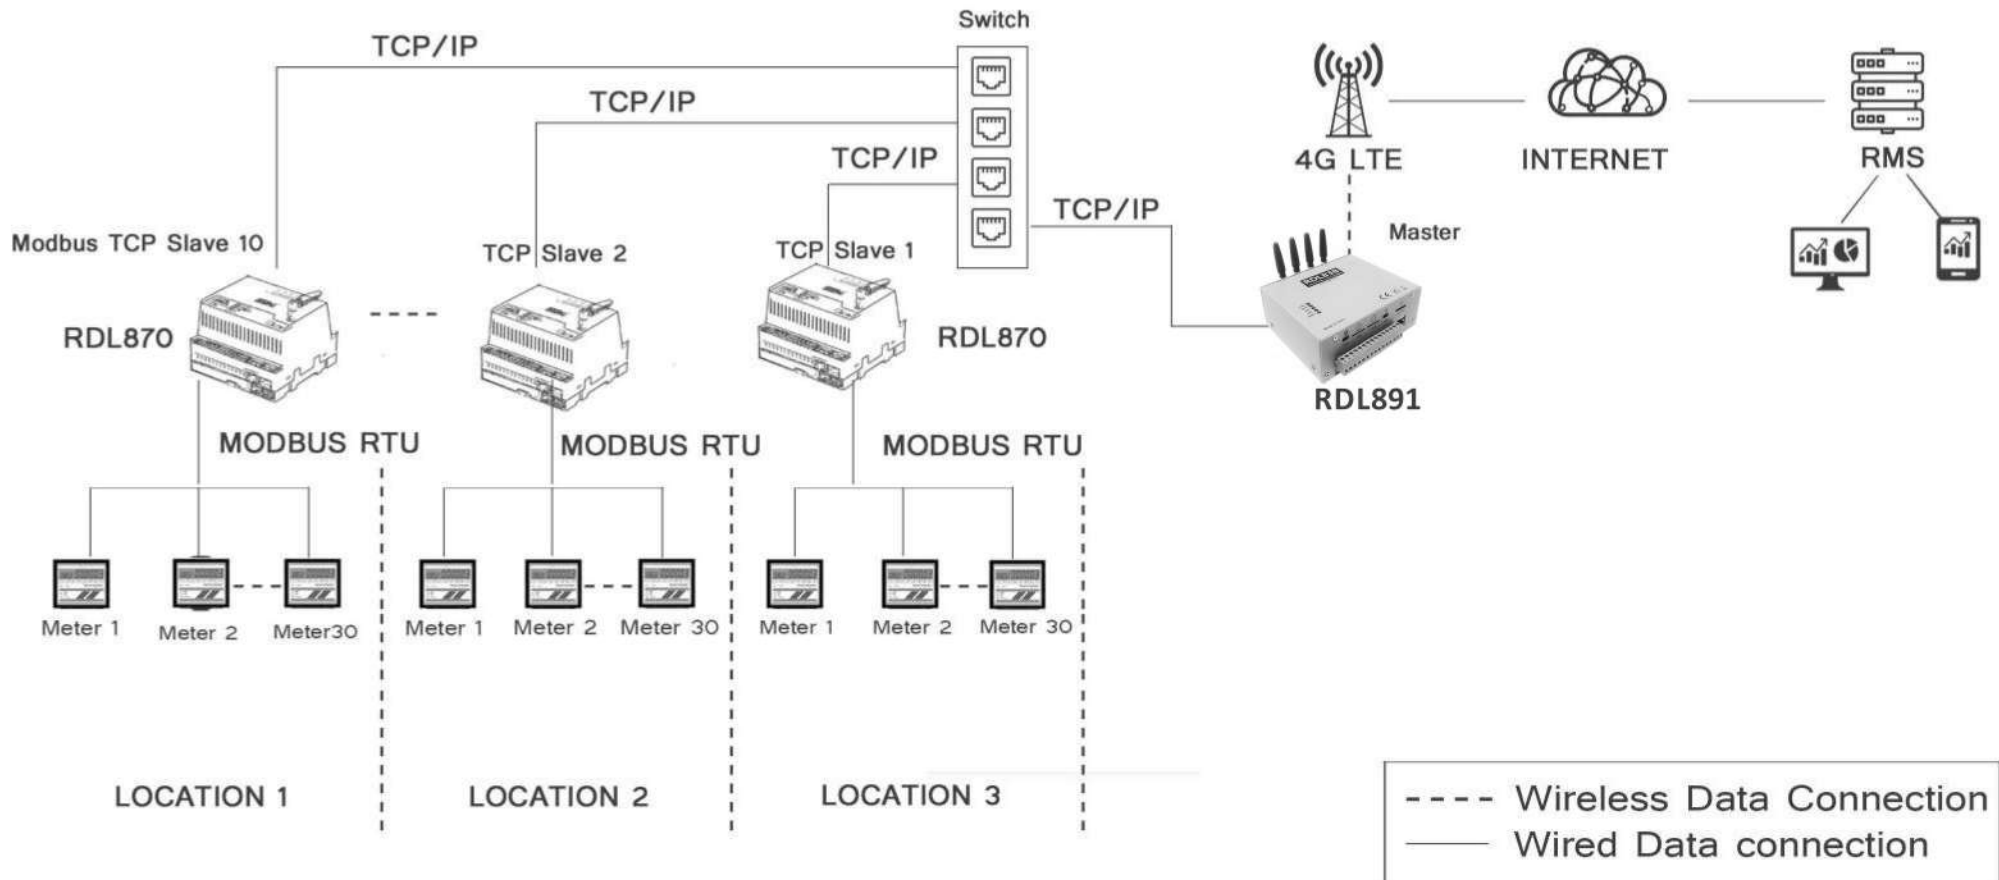 Switch
TCP/IP
TCP/IP
TCP/IP
TCP/IP
4G LTE
INTERNET
RMS
Master
Modbus TCP Slave 10
TCP Slave 2
TCP Slave 1
RDL870
RDL870
RDL891
MODBUS RTU
MODBUS RTU
MODBUS RTU
Meter 1
Meter 2
Meter30
Meter 1
Meter 2
Meter 30
Meter 1
Meter 2
Meter 30
LOCATION 1
LOCATION 2
LOCATION 3
Wireless Data Connection
Wired Data connection